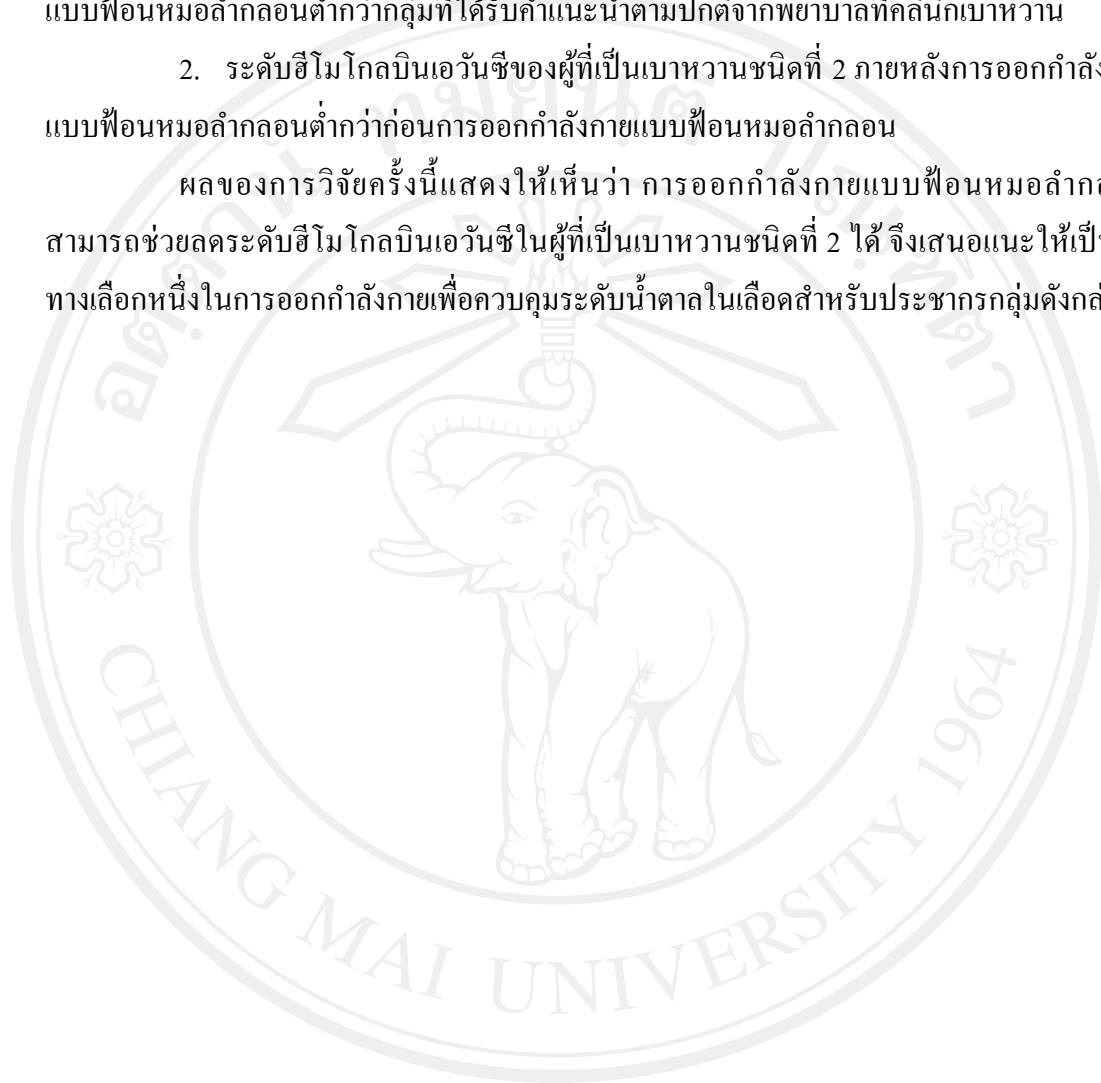 แบบฟ้อนหมอลำกลอนต่ำกว่ากลุ่มที่ได้รับคำแนะนำตามปกติจากพยาบาลที่คลินิกเบาหวาน
2. ระดับฮีโมโกลบินเอวันซีของผู้ที่เป็นเบาหวานชนิดที่ 2 ภายหลังการออกกำลัง
แบบฟ้อนหมอลำกลอนต่ำกว่าก่อนการออกกำลังกายแบบฟ้อนหมอลำกลอน
ผลของการวิจัยครั้งนี้แสดงให้เห็นว่า การออกกำลังกายแบบฟ้อนหมอลำกล
สามารถช่วยลดระดับฮีโมโกลบินเอวันซีในผู้ที่เป็นเบาหวานชนิดที่ 2 ได้ จึงเสนอแนะให้เป็น
ทางเลือกหนึ่งในการออกกำลังกายเพื่อควบคุมระดับน้ำตาลในเลือดสำหรับประชากรกลุ่มดังกล่
อตฺตานํ ทมยนฺติ ปณฺฑิตา
CHIANG MAI UNIVERSITY 1964